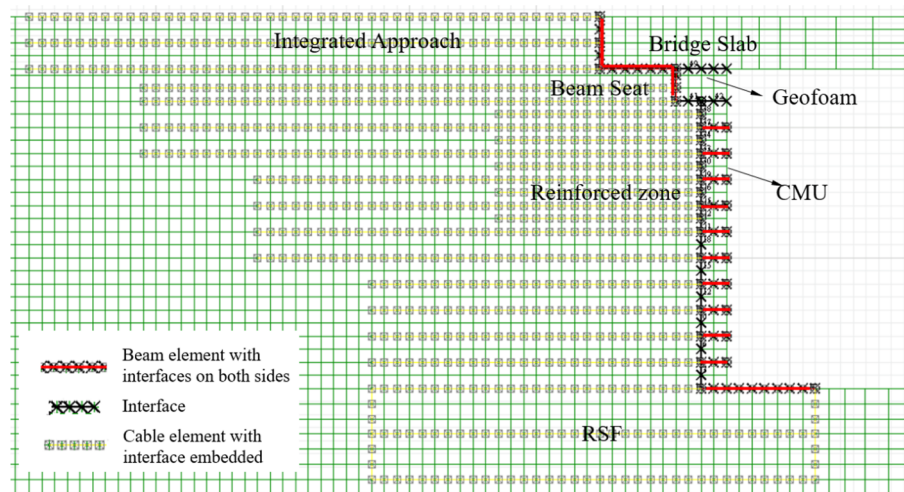 Integrated Approach
Bridge Slab
Beam Seat
Geofoam
Reinforced zone
CMU
Beam element with
interfaces on both sides
Interface
Cable element with
interface embedded
RSF